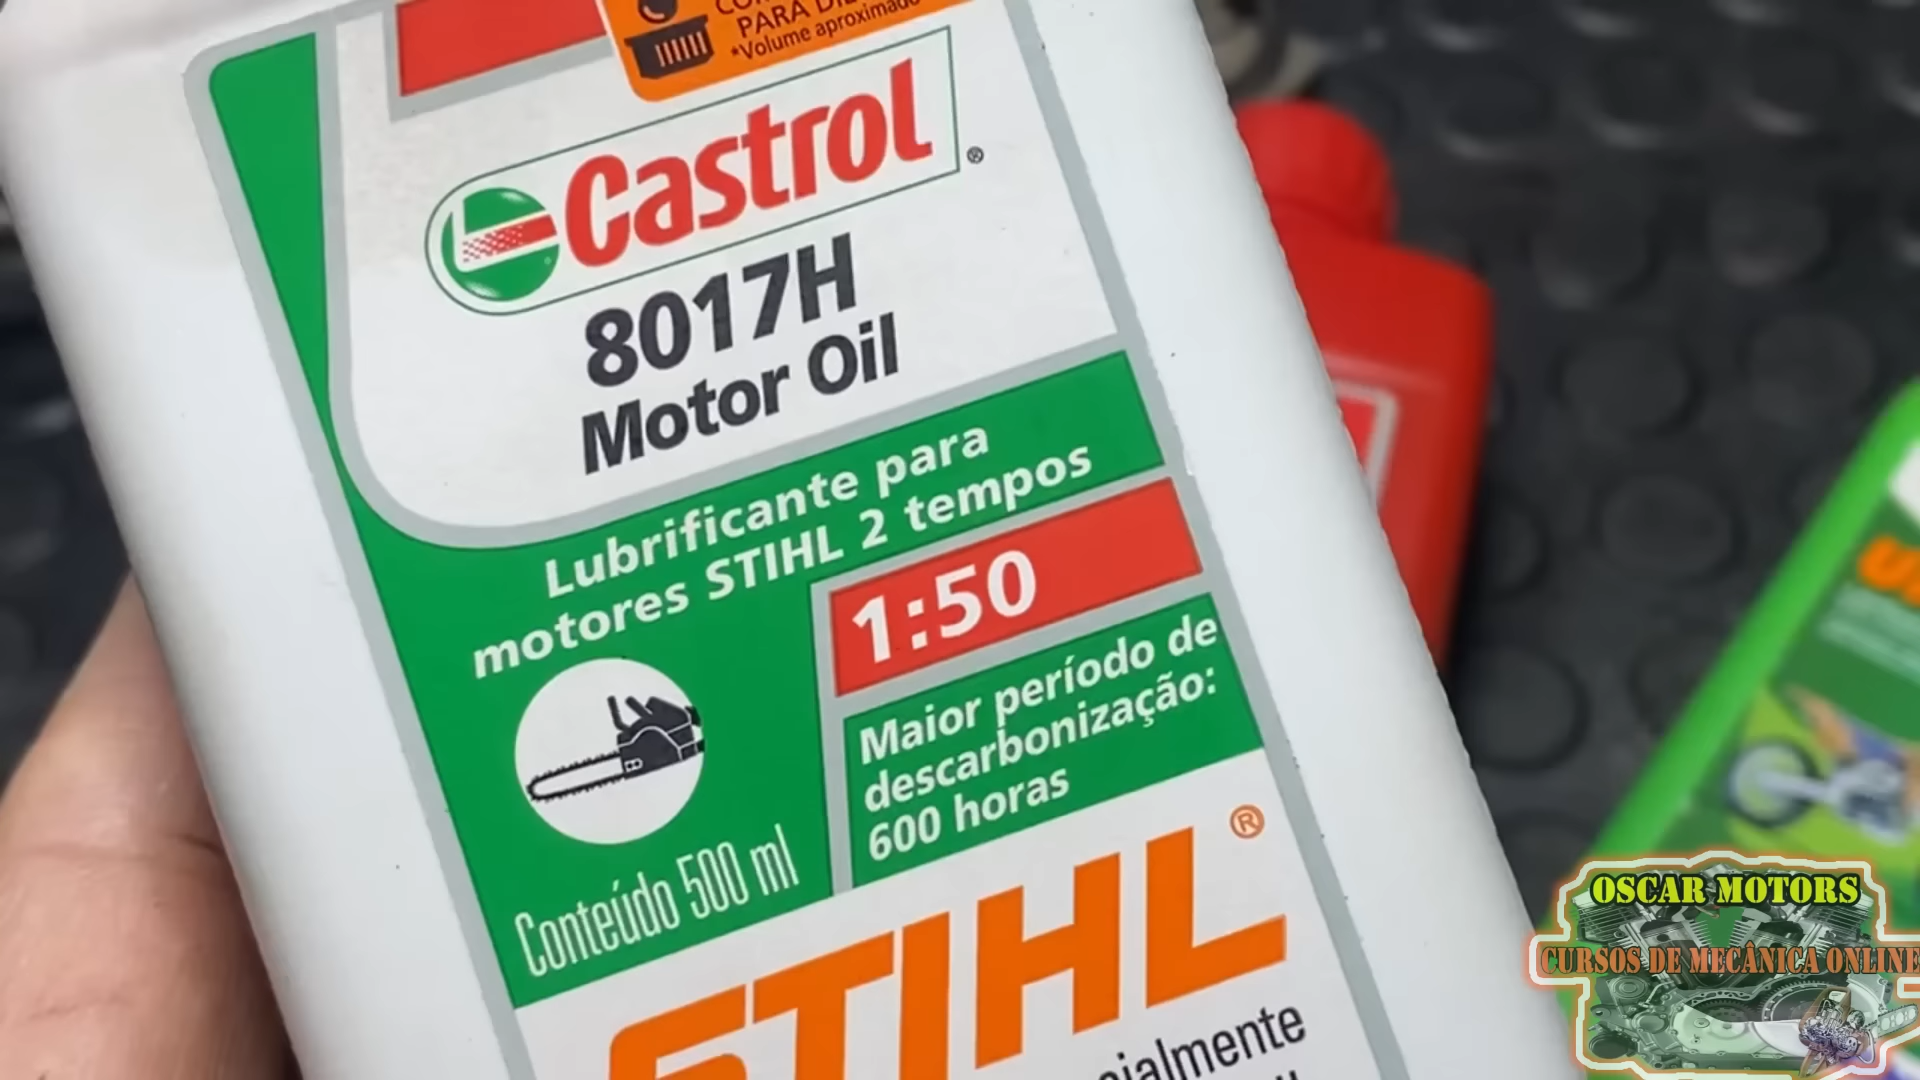 PARA
*Volume aproximado
Castrol
®
8017H
Motor Oil
Lubrificante para
motores STIHL 2 tempos
1:50
Maior período de
descarbonização:
600 horas
Conteúdo 500 ml
STIHL®
OSCAR MOTORS
CURSOS DE MECÂNICA ONLINE